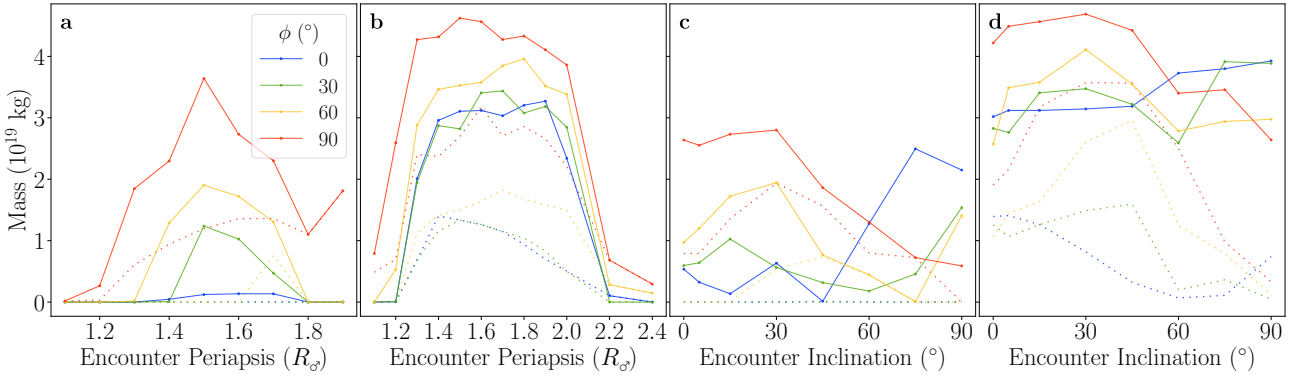 a
b
c
d
ϕ (°)
0
30
60
90
Mass (10¹⁹ kg)
4
3
2
1
0
1.2 1.4 1.6 1.8
1.2 1.4 1.6 1.8 2.0 2.2 2.4
0 30 60 90
0 30 60 90
Encounter Periapsis (R♂)
Encounter Periapsis (R♂)
Encounter Inclination (°)
Encounter Inclination (°)